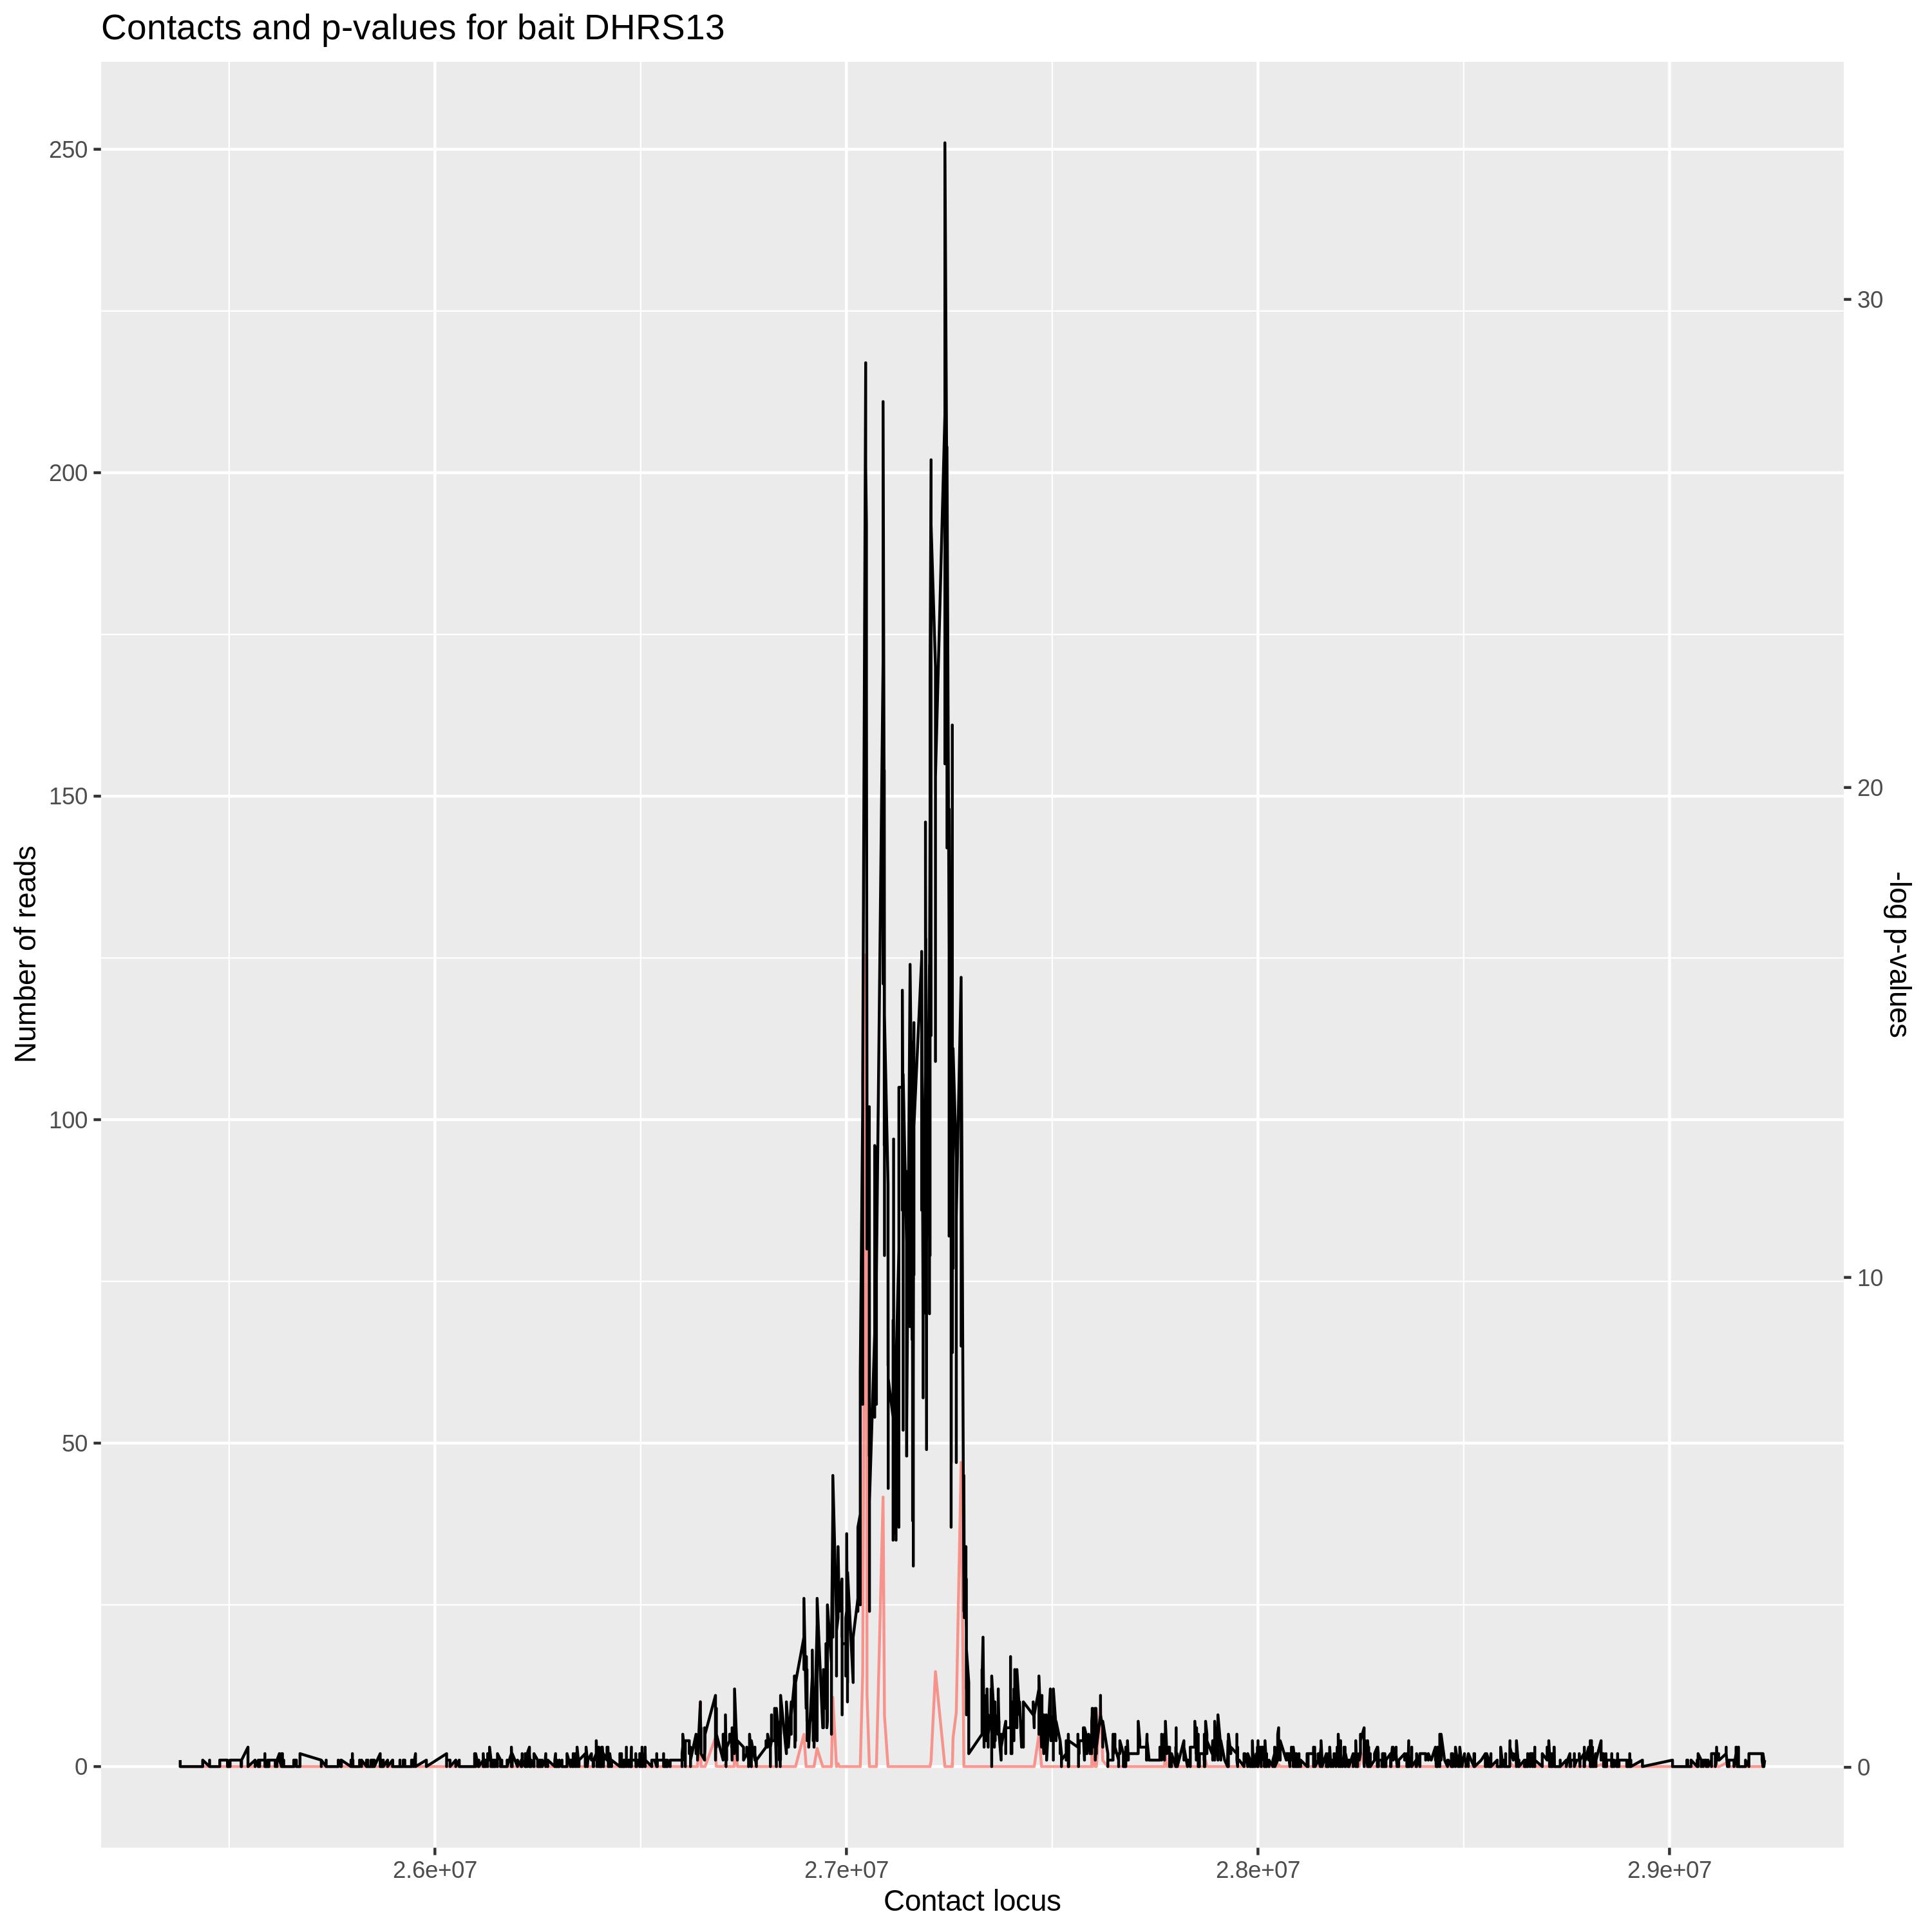 Contacts and p-values for bait DHRS13
250
200
150
100
50
0
Number of reads
30
20
10
0
-log p-values
2.6e+07
2.7e+07
2.8e+07
2.9e+07
Contact locus